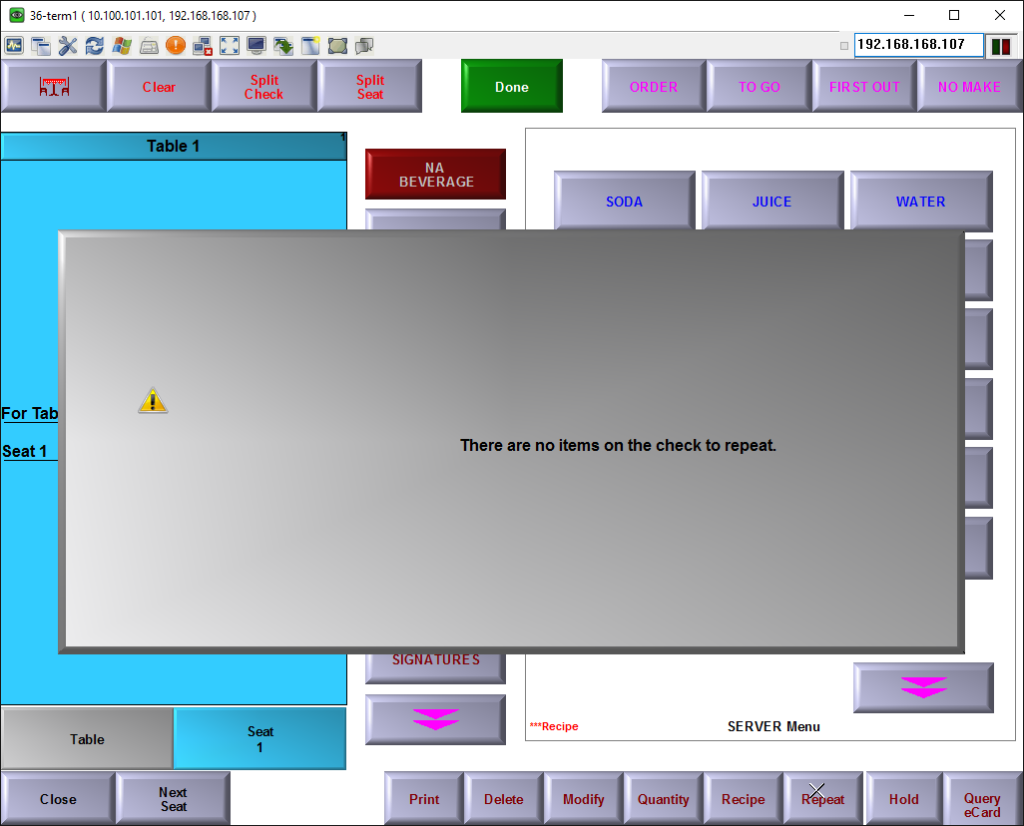 36-term1 ( 10.100.101.101, 192.168.168.107 )
192.168.168.107
Clear
Split
Check
Split
Seat
Done
ORDER
TO GO
FIRST OUT
NO MAKE
Table 1
1
NA
BEVERAGE
SODA
JUICE
WATER
For Tab
Seat 1
There are no items on the check to repeat.
SIGNATURES
***Recipe
SERVER Menu
Table
Seat
1
Close
Next
Seat
Print
Delete
Modify
Quantity
Recipe
Repeat
Hold
Query
eCard